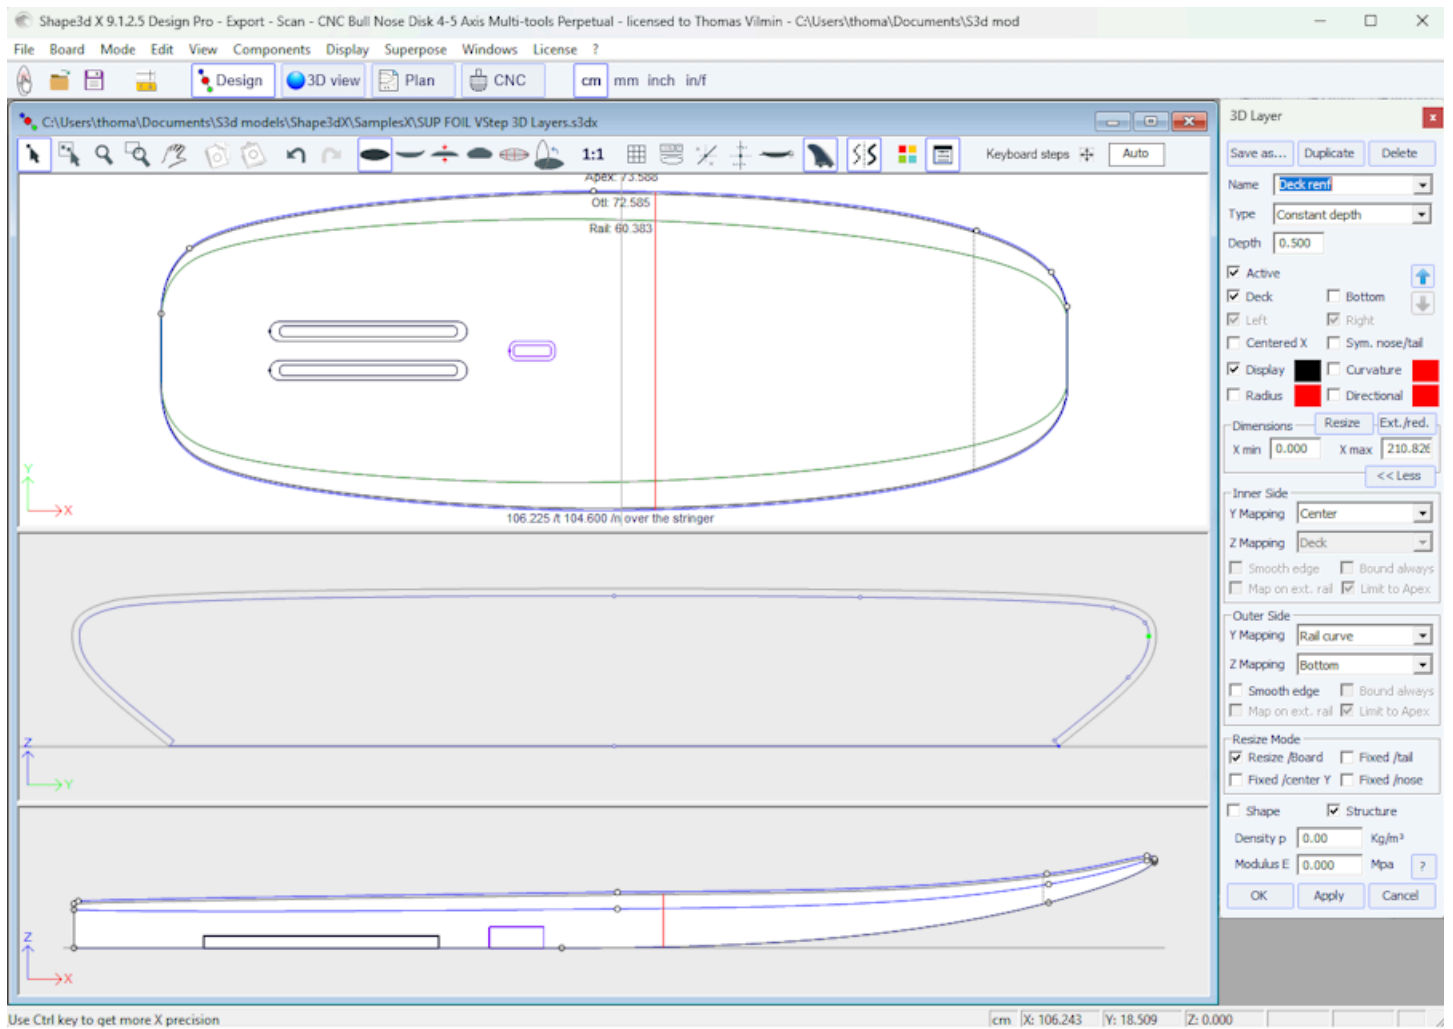 Shape3d X 9.1.2.5 Design Pro - Export - Scan - CNC Bull Nose Disk 4-5 Axis Multi-tools Perpetual - licensed to Thomas Vilmin - C:\Users\thoma\Documents\S3d mod
File Board Mode Edit View Components Display Superpose Windows License ?
Design 3D view Plan CNC cm mm inch in/f
C:\Users\thoma\Documents\S3d models\Shape3dX\SamplesX\SUP FOIL VStep 3D Layers.s3dx
1:1 Keyboard steps Auto
Apex: 73.588
Ott: 72.585
Rail: 60.383
Y
X
106.225 /t 104.600 /n over the stringer
Z
Y
Z
X
3D Layer
Save as... Duplicate Delete
Name Deck renf
Type Constant depth
Depth 0.500
Active
Deck Bottom
Left Right
Centered X Sym. nose/tail
Display Curvature
Radius Directional
Dimensions Resize Ext./red.
X min 0.000 X max 210.826
<< Less
Inner Side
Y Mapping Center
Z Mapping Deck
Smooth edge Bound always
Map on ext. rail Limit to Apex
Outer Side
Y Mapping Rail curve
Z Mapping Bottom
Smooth edge Bound always
Map on ext. rail Limit to Apex
Resize Mode
Resize /Board Fixed /tail
Fixed /center Y Fixed /nose
Shape Structure
Density p 0.00 Kg/m³
Modulus E 0.000 Mpa ?
OK Apply Cancel
Use Ctrl key to get more X precision
cm X: 106.243 Y: 18.509 Z: 0.000